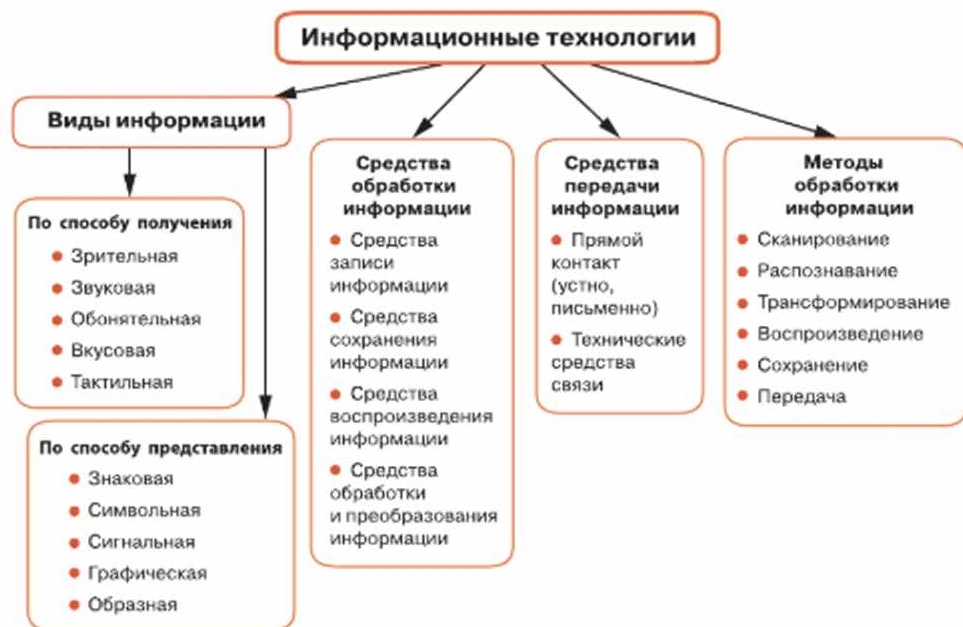 Информационные технологии
Виды информации
По способу получения
Зрительная
Звуковая
Обонятельная
Вкусовая
Тактильная
По способу представления
Знаковая
Символьная
Сигнальная
Графическая
Образная
Средства
обработки
информации
Средства
записи
информации
Средства
сохранения
информации
Средства
воспроизведения
информации
Средства
обработки
и преобразования
информации
Средства
передачи
информации
Прямой
контакт
(устно,
письменно)
Технические
средства
связи
Методы
обработки
информации
Сканирование
Распознавание
Трансформирование
Воспроизведение
Сохранение
Передача